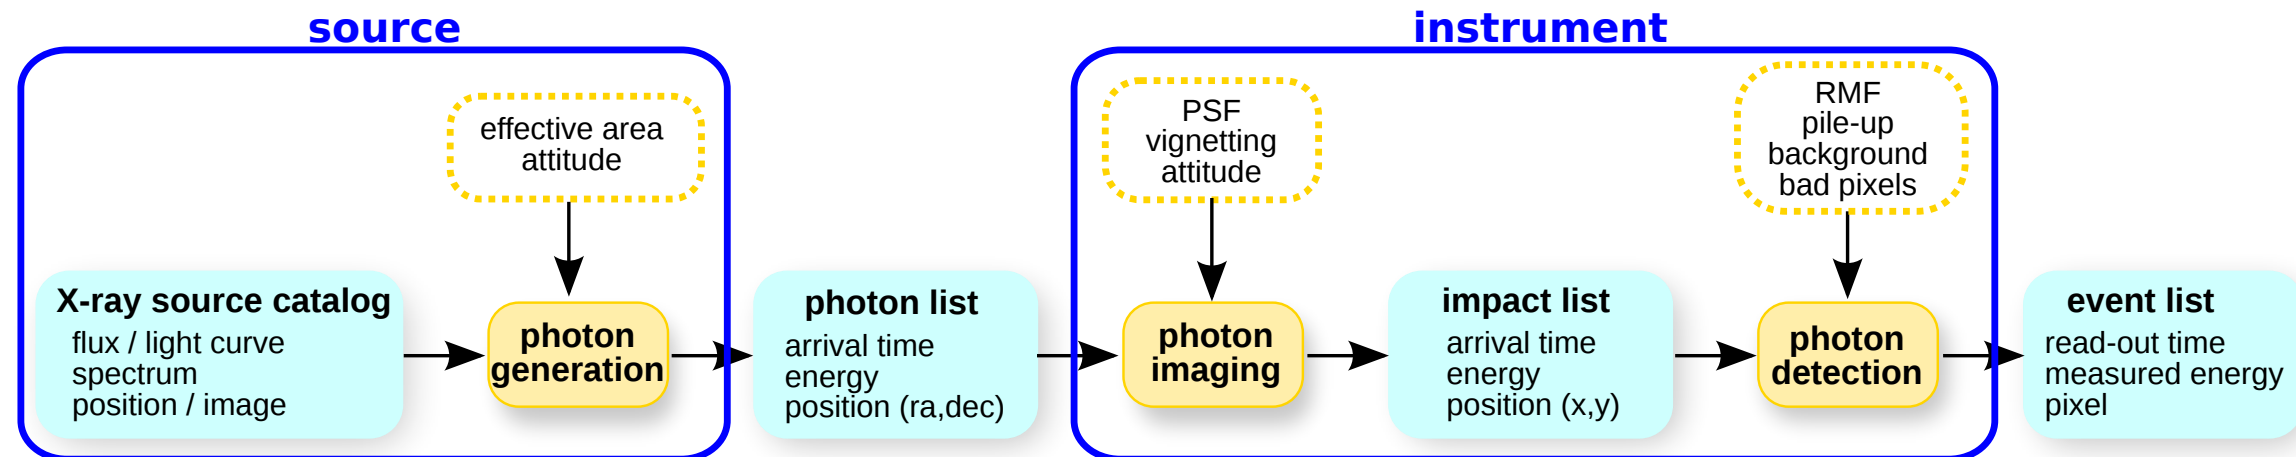 source
effective area
attitude
X-ray source catalog
flux / light curve
spectrum
position / image
photon
generation
photon list
arrival time
energy
position (ra,dec)
instrument
PSF
vignetting
attitude
photon
imaging
impact list
arrival time
energy
position (x,y)
RMF
pile-up
background
bad pixels
photon
detection
event list
read-out time
measured energy
pixel